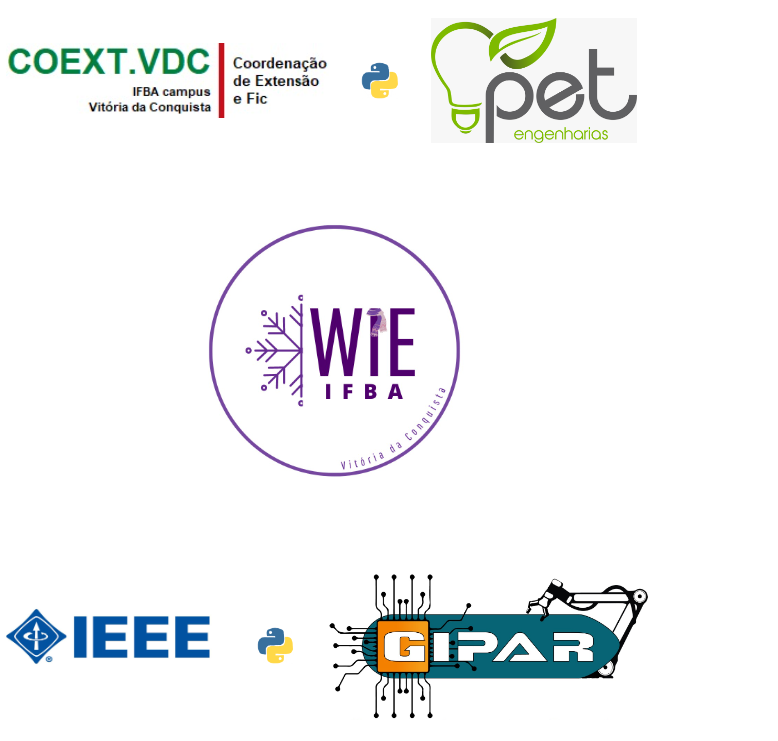 COEXT.VDC
IFBA campus
Vitória da Conquista
Coordenação
de Extensão
e Fic
pet
engenharias
WIE
IFBA
Vitória da Conquista
IEEE
®
GIPAR